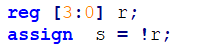 reg [3:0] r;
assign  s = !r;